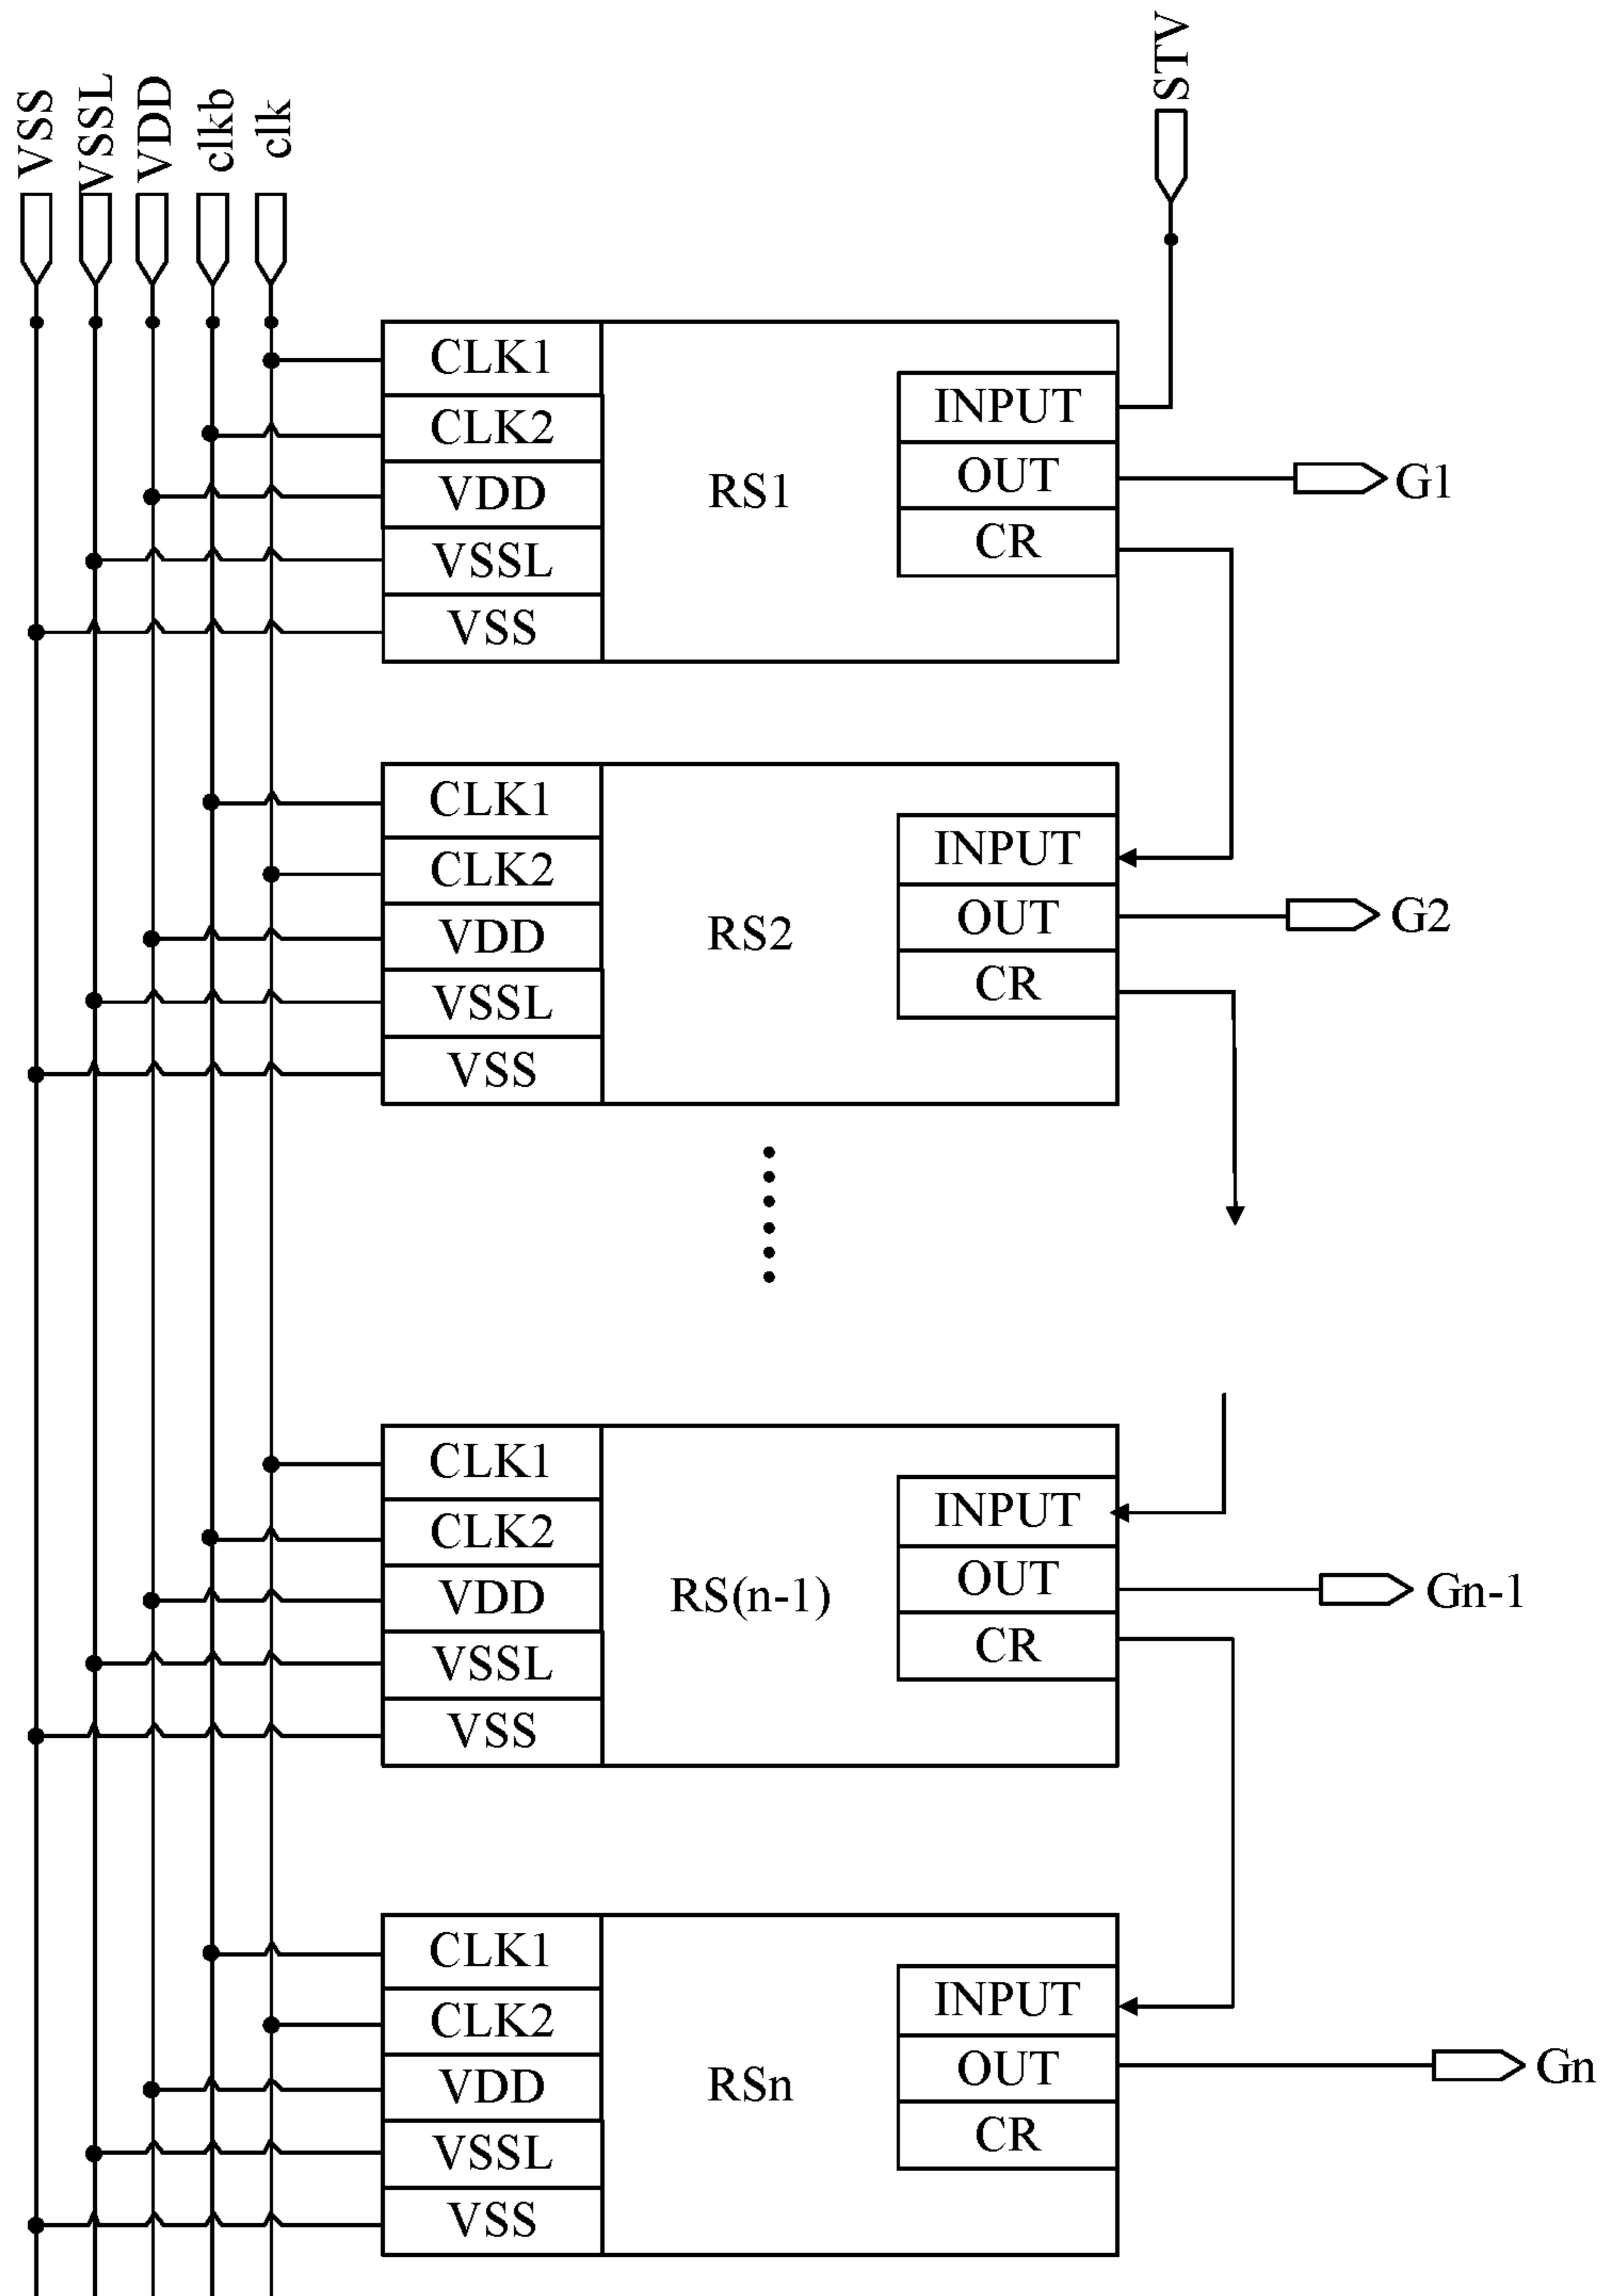 VSS
VSSL
VDD
clkb
clk
STV
CLK1
CLK2
VDD
VSSL
VSS
RS1
INPUT
OUT
CR
G1
CLK1
CLK2
VDD
VSSL
VSS
RS2
INPUT
OUT
CR
G2
CLK1
CLK2
VDD
VSSL
VSS
RS(n-1)
INPUT
OUT
CR
Gn-1
CLK1
CLK2
VDD
VSSL
VSS
RSn
INPUT
OUT
CR
Gn